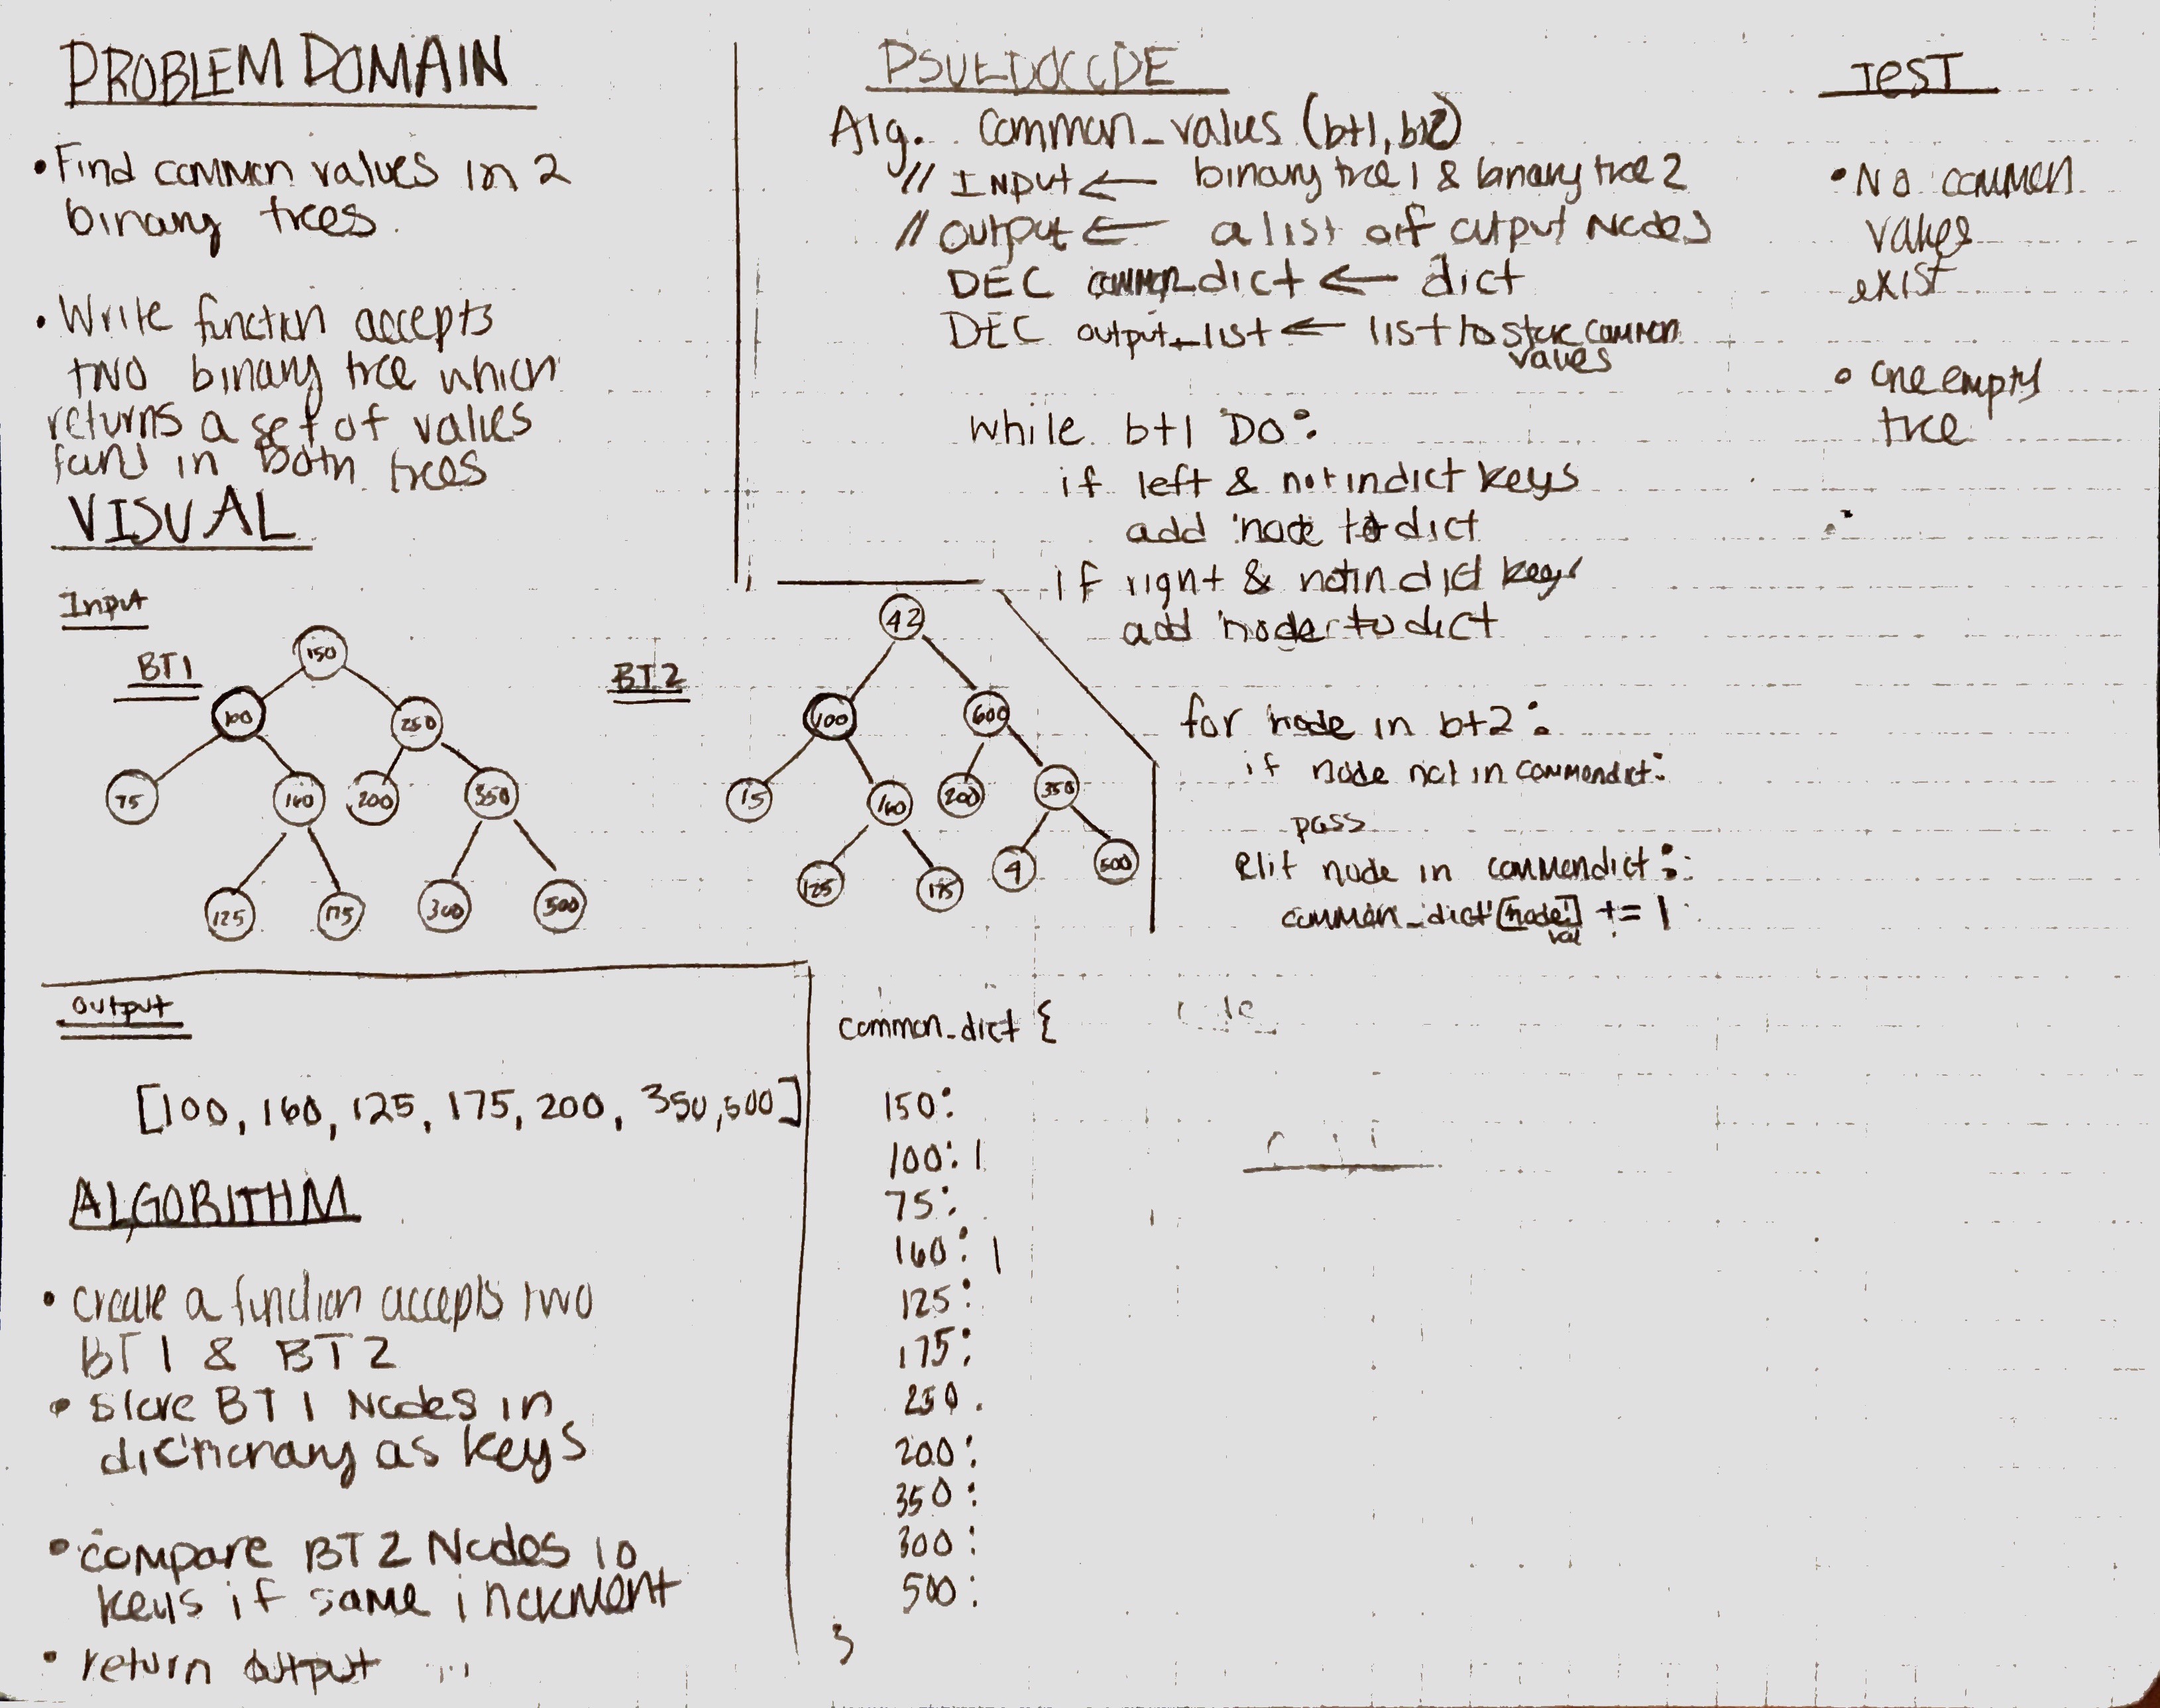 PROBLEM DOMAIN
• Find common values in 2
binary trees.
• Write function accepts
two binary tree which
returns a set of values
in both trees
VISUAL
Input
BT1
150
100
250
75
160
200
350
125
175
300
500
BT2
42
100
600
15
160
200
350
125
175
9
500
Output
[100, 160, 125, 175, 200, 350, 500]
ALGORITHM
• create a function accepts two
BT1 & BT2
• store BT1 Nodes in
dictionary as keys
• compare BT2 Nodes to
keys if same
• return output
PSUEDOCODE
Alg. Common_values (bt1, bt2)
// INPUT ← binary tree 1 & binary tree 2
// OUTPUT ← a list of output Nodes
DEC common_dict ← dict
DEC output_list ← list to store common
values
while bt1 DO:
if left & not in dict keys
add node to dict
if right & not in dict keys
add node to dict
for node in bt2:
if node not in commondict:
pass
elif node in commondict:
common_dict[node] += 1
val
common_dict {
150:
100: 1
75:
160: 1
125:
175:
250:
200:
350:
300:
500:
}
TEST
• No common
values
exist
• one empty
tree